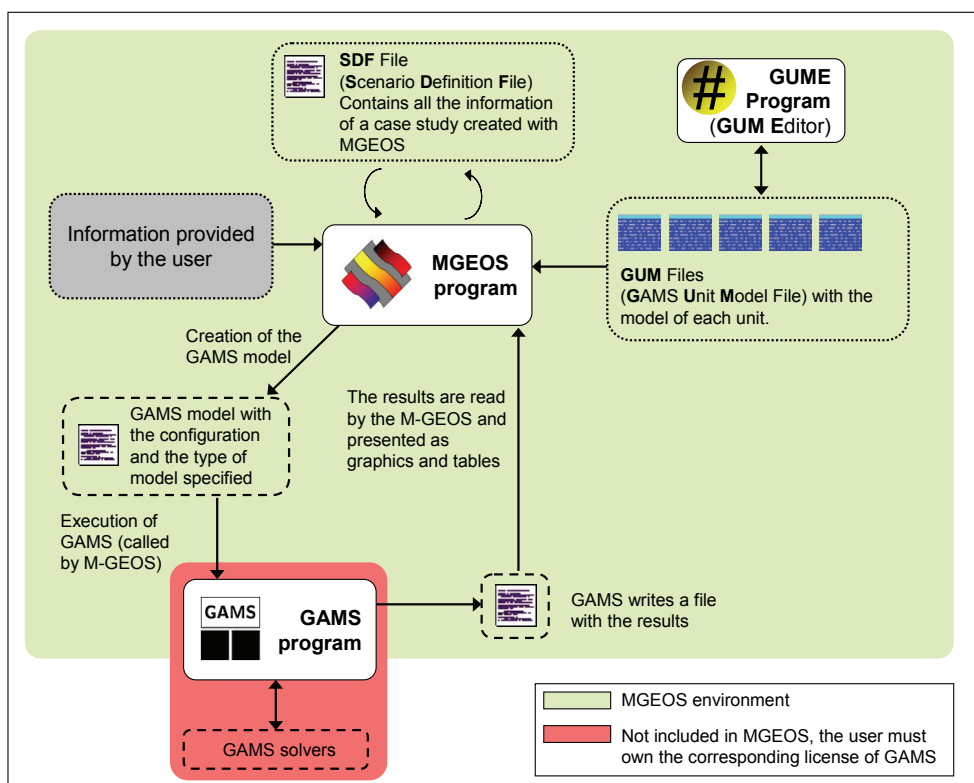 SDF File
(Scenario Definition File)
Contains all the information
of a case study created with
MGEOS
#
GUME
Program
(GUM Editor)
Information provided
by the user
MGEOS
program
GUM Files
(GAMS Unit Model File) with the
model of each unit.
Creation of the
GAMS model
The results are read
by the M-GEOS and
presented as
graphics and tables
GAMS model with
the configuration
and the type of
model specified
Execution of
GAMS (called
by M-GEOS)
GAMS
GAMS
program
GAMS writes a file
with the results
GAMS solvers
MGEOS environment
Not included in MGEOS, the user must
own the corresponding license of GAMS